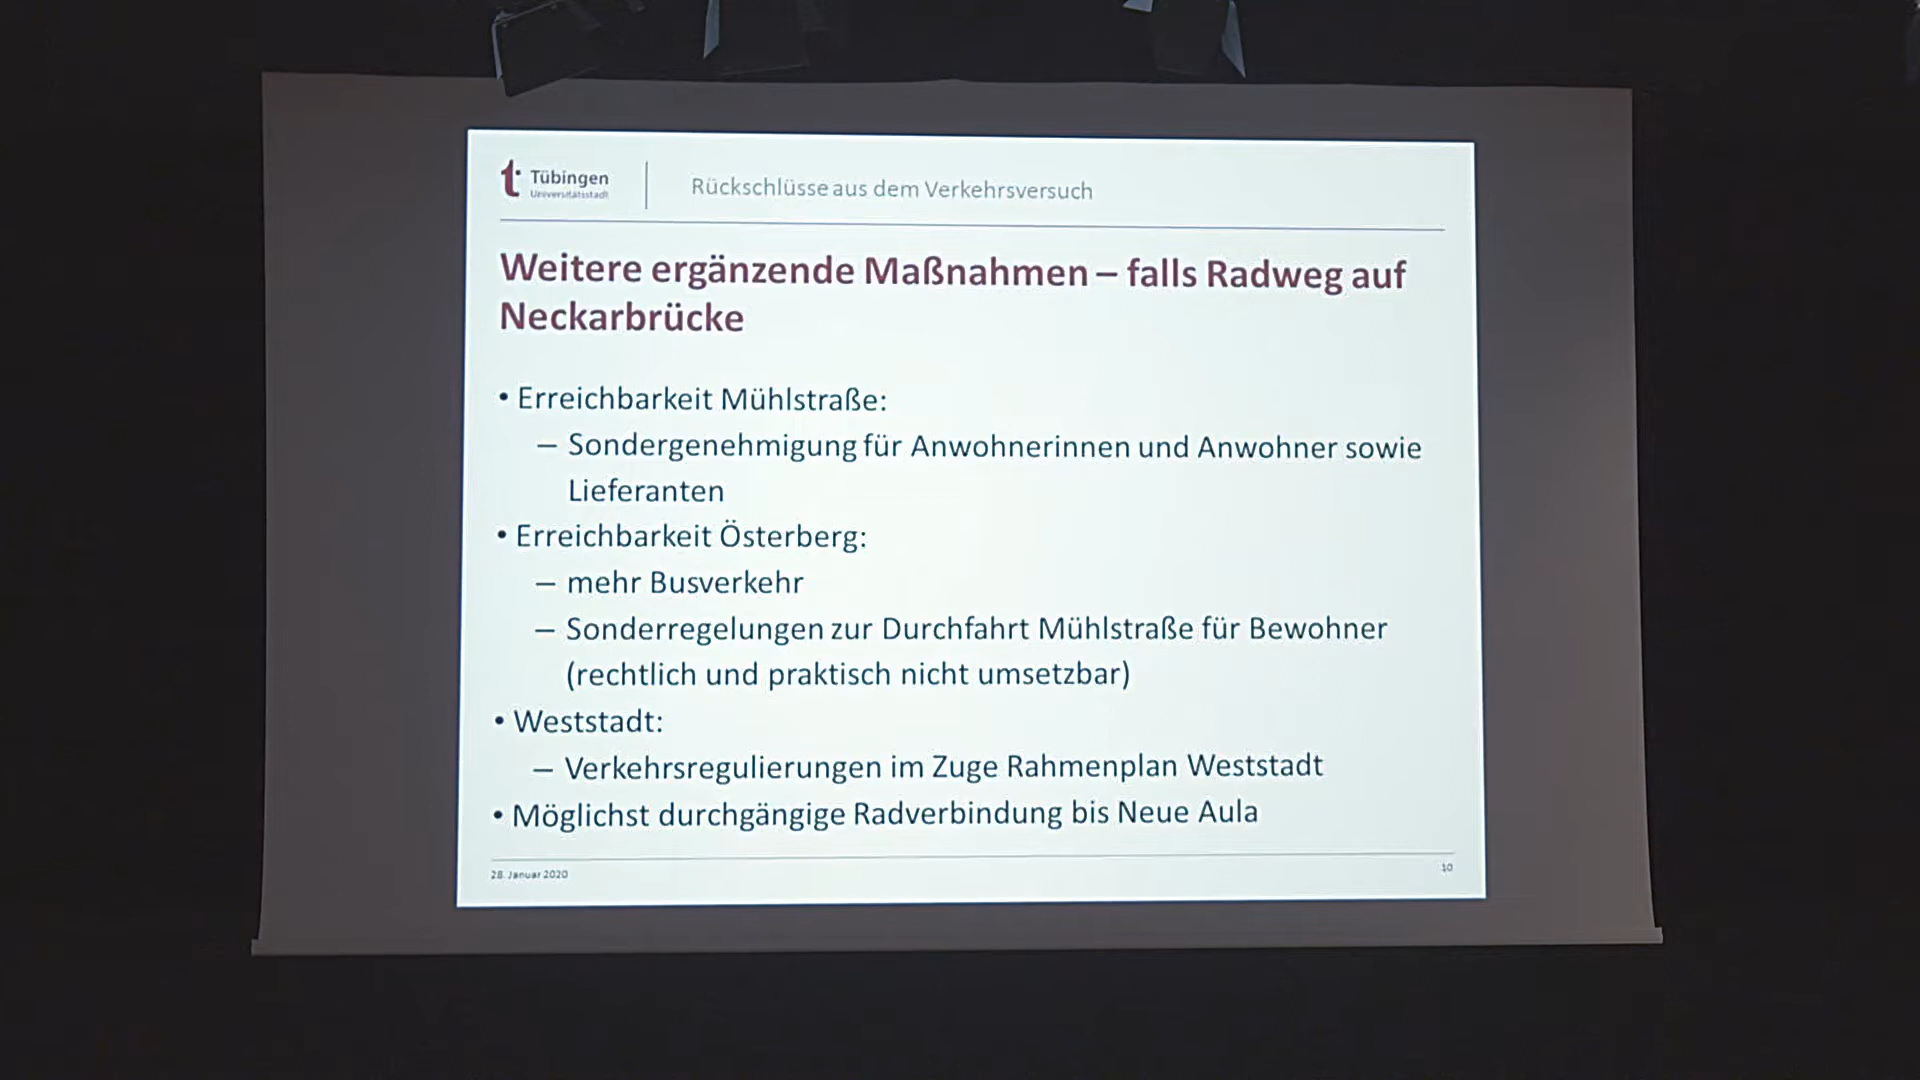 Tübingen
Universitätsstadt
Rückschlüsse aus dem Verkehrsversuch
Weitere ergänzende Maßnahmen – falls Radweg auf
Neckarbrücke
• Erreichbarkeit Mühlstraße:
– Sondergenehmigung für Anwohnerinnen und Anwohner sowie
Lieferanten
• Erreichbarkeit Österberg:
– mehr Busverkehr
– Sonderregelungen zur Durchfahrt Mühlstraße für Bewohner
(rechtlich und praktisch nicht umsetzbar)
• Weststadt:
– Verkehrsregulierungen im Zuge Rahmenplan Weststadt
• Möglichst durchgängige Radverbindung bis Neue Aula
28. Januar 2020
10